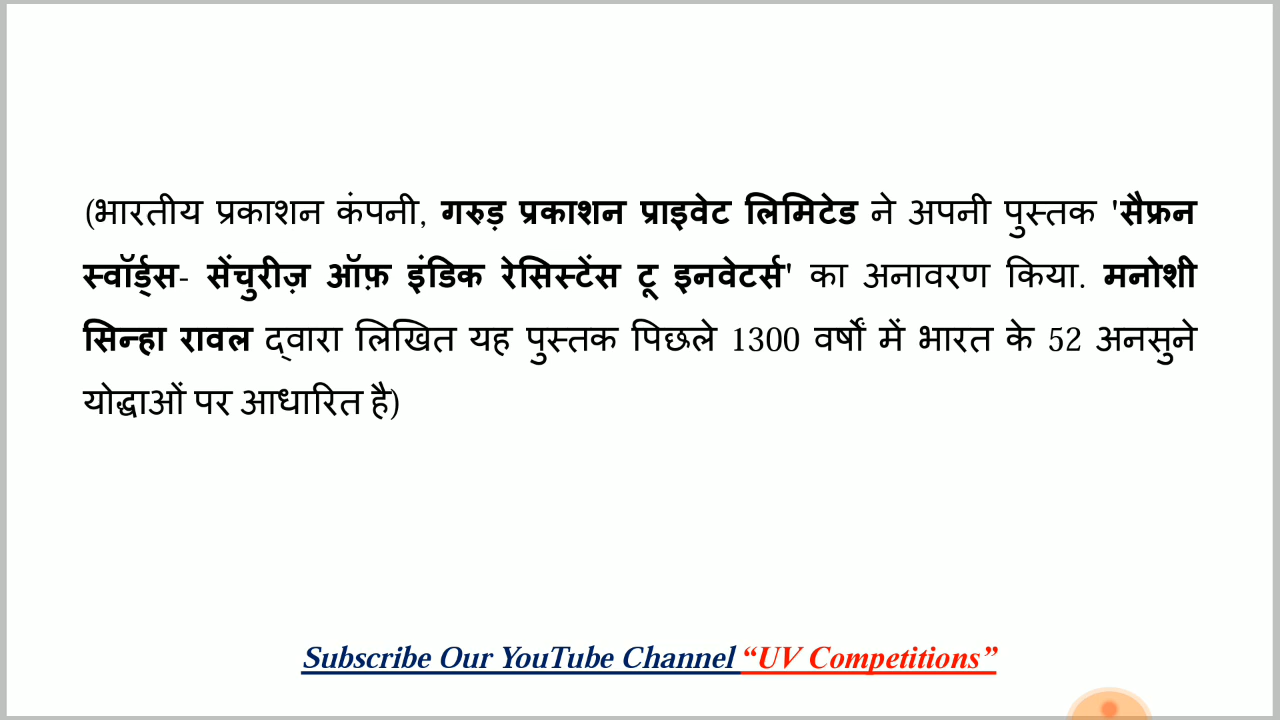 (भारतीय प्रकाशन कंपनी, गरुड़ प्रकाशन प्राइवेट लिमिटेड ने अपनी पुस्तक 'सैफ्रन
स्वॉर्ड्स- सेंचुरीज़ ऑफ़ इंडिक रेसिस्टेंस टू इनवेटर्स' का अनावरण किया. मनोशी
सिन्हा रावल द्वारा लिखित यह पुस्तक पिछले 1300 वर्षों में भारत के 52 अनसुने
योद्धाओं पर आधारित है)
Subscribe Our YouTube Channel “UV Competitions”